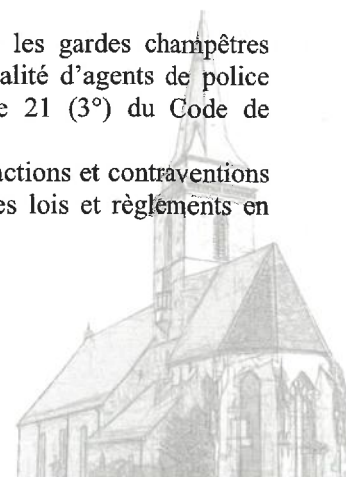 les gardes champêtres
alité d'agents de police
e 21 (3°) du Code de
actions et contraventions
es lois et règlements en